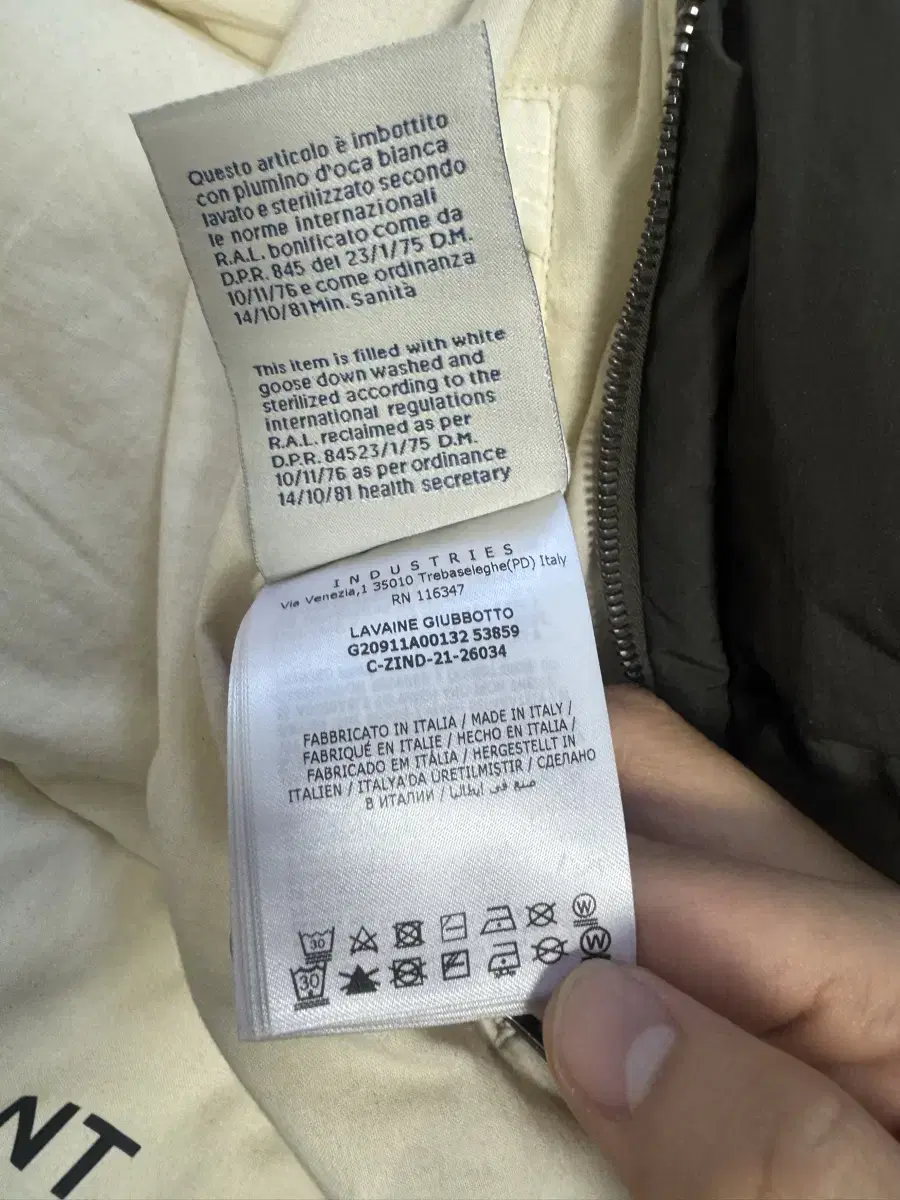 Questo articolo è imbottito
con piumino d'oca bianca
lavato e sterilizzato secondo
le norme internazionali
R.A.L. bonificato come da
D.P.R. 845 del 23/1/75 D.M.
10/11/76 e come ordinanza
14/10/81 Min. Sanità
This item is filled with white
goose down washed and
sterilized according to the
international regulations
R.A.L. reclaimed as per
D.P.R. 84523/1/75 D.M.
10/11/76 as per ordinance
14/10/81 health secretary
INDUSTRIES
Via Venezia,1 35010 Trebaseleghe(PD) Italy
RN 116347
LAVAINE GIUBBOTTO
G20911A00132 53859
C-ZIND-21-26034
FABBRICATO IN ITALIA / MADE IN ITALY /
FABRIQUÉ EN ITALIE / HECHO EN ITALIA /
FABRICADO EM ITÁLIA / HERGESTELLT IN
ITALIEN / ITALYA'DA ÜRETILMISTIR / СДЕЛАНО
В ИТАЛИИ / صنع في ايطاليا
30 W
30 W
NT